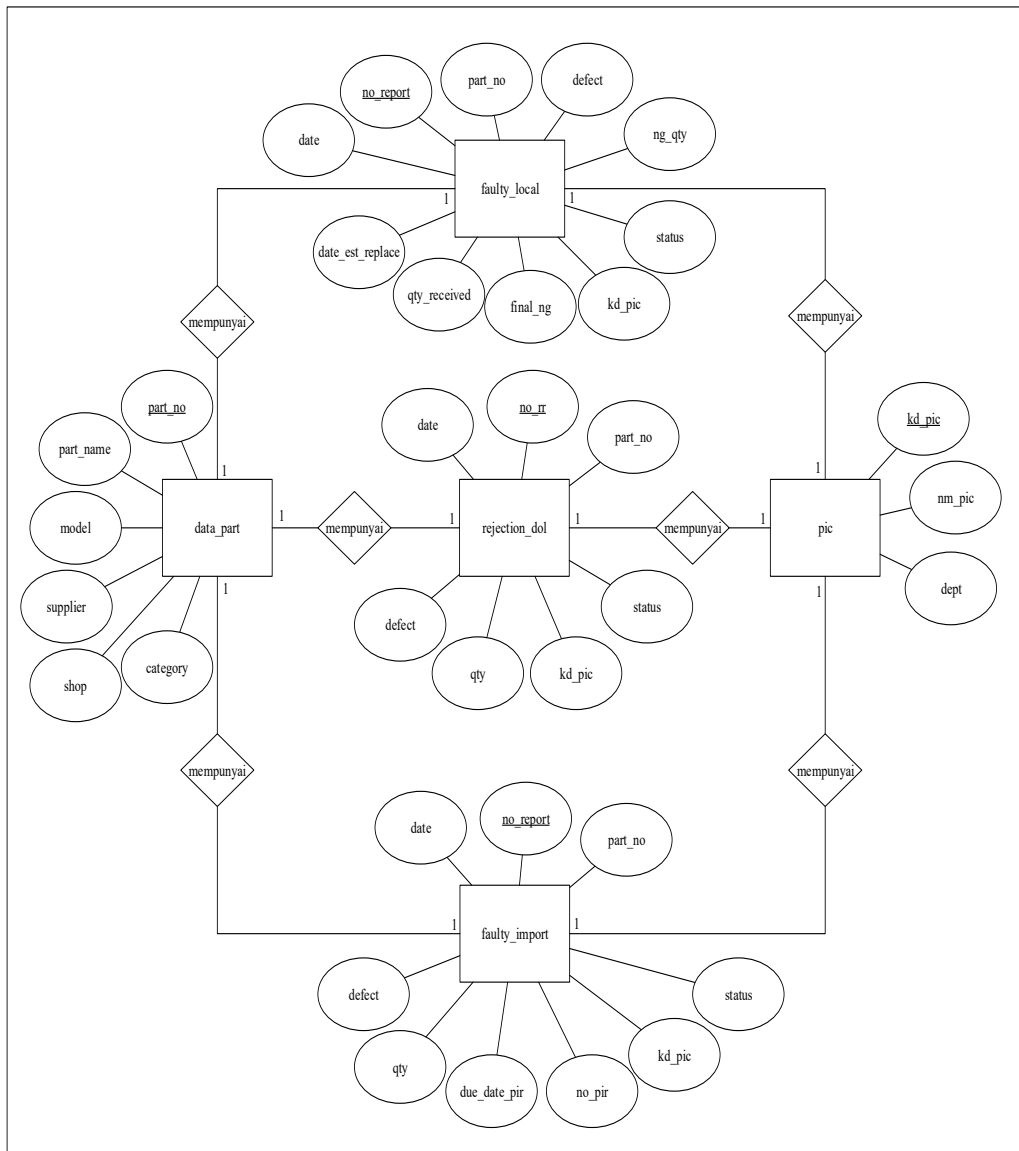 part_no
defect
no_report
ng_qty
date
faulty_local
1
1
status
date_est_replace
kd_pic
qty_received
final_ng
mempunyai
mempunyai
part_no
no_rr
kd_pic
date
part_no
part_name
1
1
nm_pic
model
data_part
1
mempunyai
1
rejection_dol
1
mempunyai
1
pic
1
1
dept
supplier
status
defect
category
shop
qty
kd_pic
mempunyai
mempunyai
no_report
date
part_no
1
faulty_import
1
defect
status
kd_pic
qty
due_date_pir
no_pir